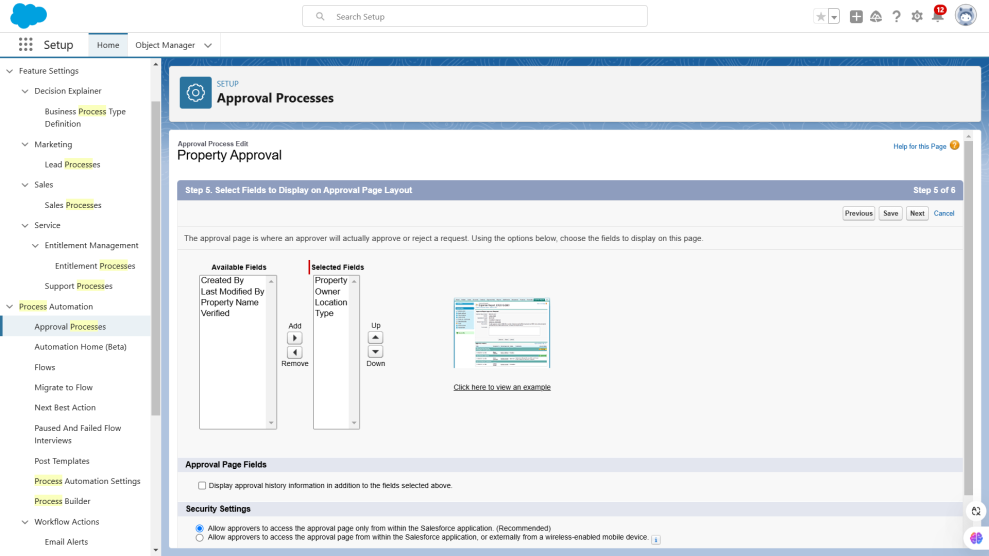 Search Setup
12
Setup
Home
Object Manager
Feature Settings
Decision Explainer
Business Process Type
Definition
Marketing
Lead Processes
Sales
Sales Processes
Service
Entitlement Management
Entitlement Processes
Support Processes
Process Automation
Approval Processes
Automation Home (Beta)
Flows
Migrate to Flow
Next Best Action
Paused And Failed Flow
Interviews
Post Templates
Process Automation Settings
Process Builder
Workflow Actions
Email Alerts
SETUP
Approval Processes
Approval Process Edit
Property Approval
Help for this Page
Step 5. Select Fields to Display on Approval Page Layout
Step 5 of 6
Previous
Save
Next
Cancel
The approval page is where an approver will actually approve or reject a request. Using the options below, choose the fields to display on this page.
Available Fields
Created By
Last Modified By
Property Name
Verified
Add
Remove
Selected Fields
Property
Owner
Location
Type
Up
Down
Click here to view an example
Approval Page Fields
Display approval history information in addition to the fields selected above.
Security Settings
Allow approvers to access the approval page only from within the Salesforce application. (Recommended)
Allow approvers to access the approval page from within the Salesforce application, or externally from a wireless-enabled mobile device.